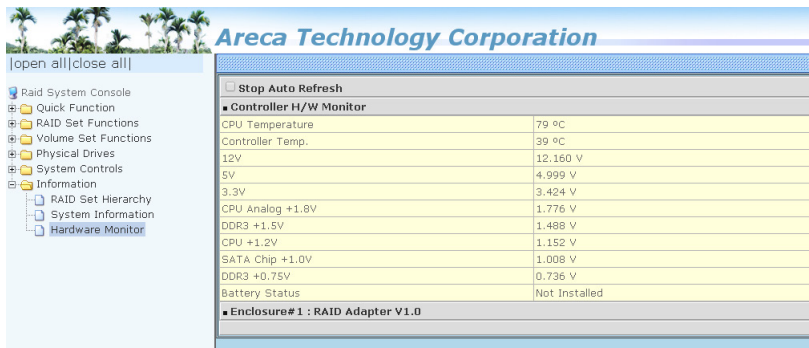 Areca Technology Corporation
|open all|close all|
Raid System Console
Quick Function
RAID Set Functions
Volume Set Functions
Physical Drives
System Controls
Information
RAID Set Hierarchy
System Information
Hardware Monitor
Stop Auto Refresh
Controller H/W Monitor
CPU Temperature 79 ºC
Controller Temp. 39 ºC
12V 12.160 V
5V 4.999 V
3.3V 3.424 V
CPU Analog +1.8V 1.776 V
DDR3 +1.5V 1.488 V
CPU +1.2V 1.152 V
SATA Chip +1.0V 1.008 V
DDR3 +0.75V 0.736 V
Battery Status Not Installed
Enclosure#1 : RAID Adapter V1.0